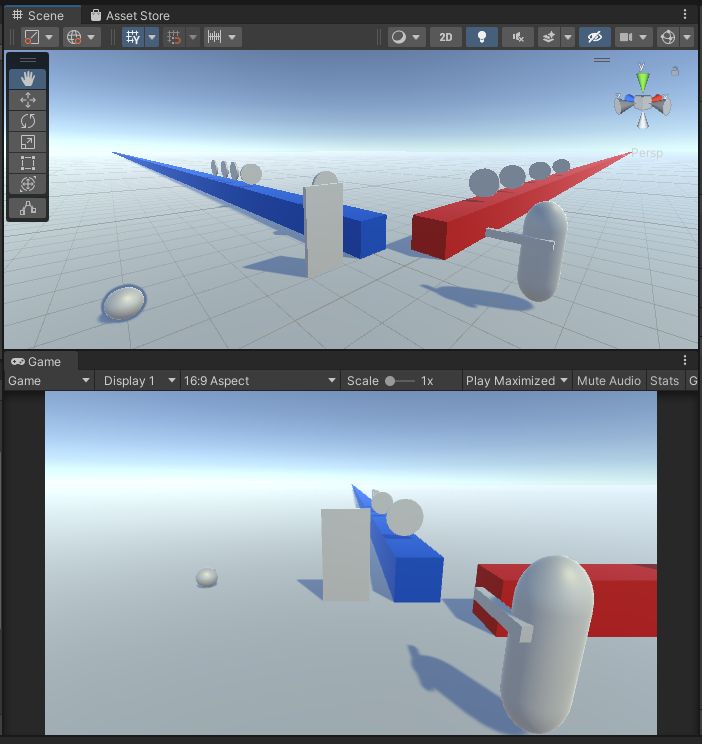 Scene Asset Store
2D
y
Persp
Game
Game Display 1 16:9 Aspect Scale 1x Play Maximized Mute Audio Stats G